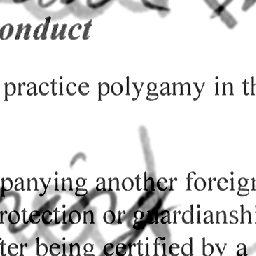 onduct
practice polygamy in th
panying another foreign
rotection or guardianshi
ter being certified by a